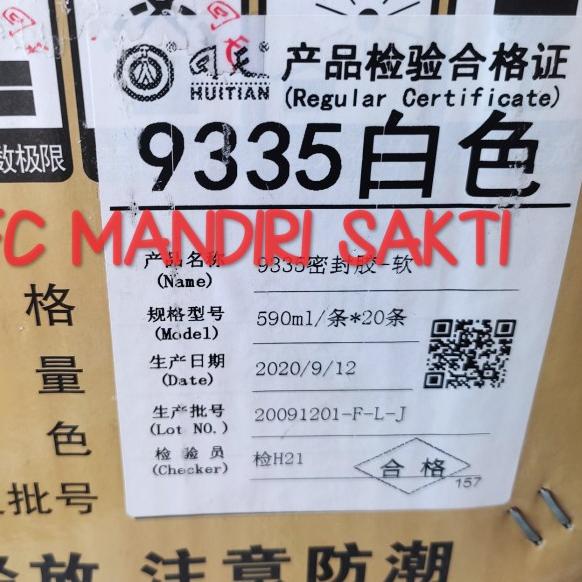 数极限
回天
HUITIAN
产品检验合格证
(Regular Certificate)
9335白色
FC MANDIRI SAKTI
产品名称
(Name)
9335密封胶-软
规格型号
(Model)
590ml/条*20条
生产日期
(Date)
2020/9/12
生产批号
(Lot NO.)
20091201-F-L-J
检验员
(Checker)
检H21
合格
157
格
量
色
批号
注意防潮